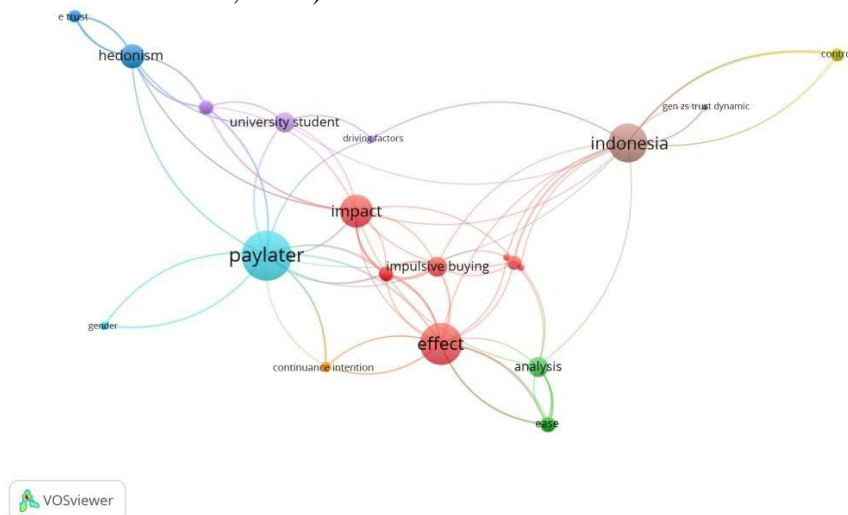 e trust
hedonism
contro
gen zs trust dynamic
university student
driving factors
indonesia
impact
paylater
impulsive buying
gender
effect
continuance intention
analysis
ease
VOSviewer